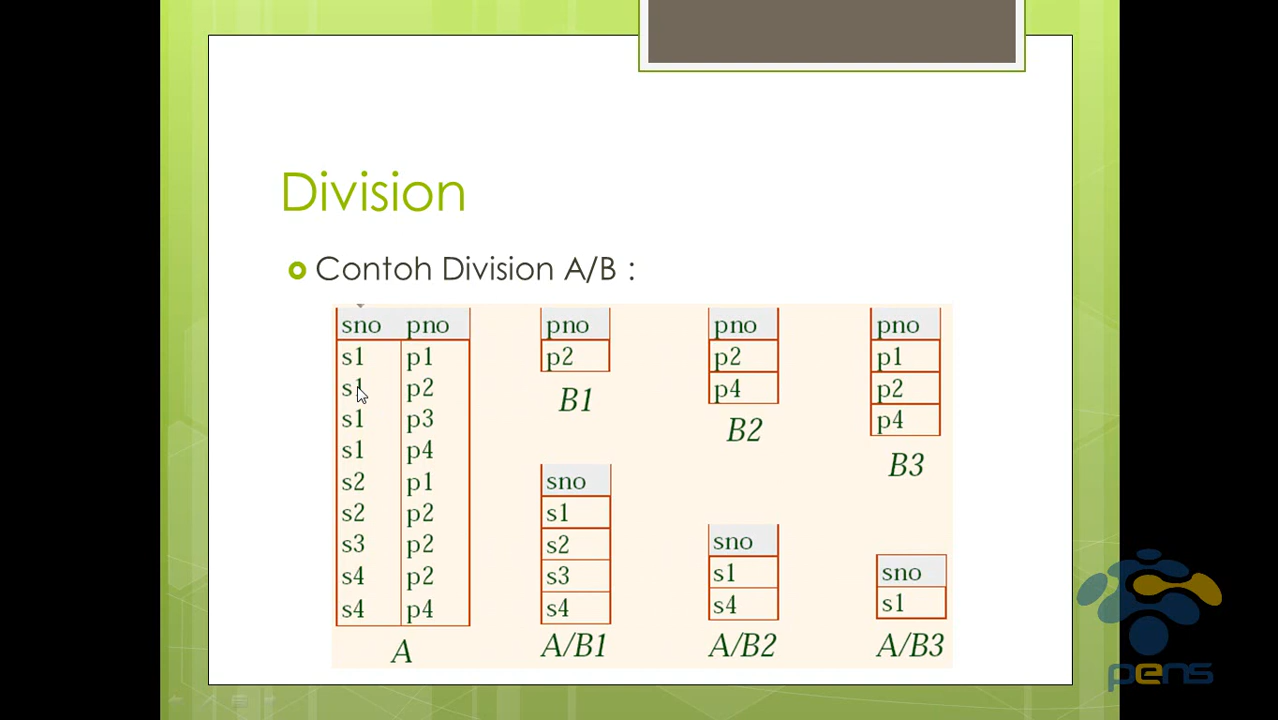 Division
Contoh Division A/B :
sno pno
s1 p1
s1 p2
s1 p3
s1 p4
s2 p1
s2 p2
s3 p2
s4 p2
s4 p4
A
pno
p2
B1
sno
s1
s2
s3
s4
A/B1
pno
p2
p4
B2
sno
s1
s4
A/B2
pno
p1
p2
p4
B3
sno
s1
A/B3
pens